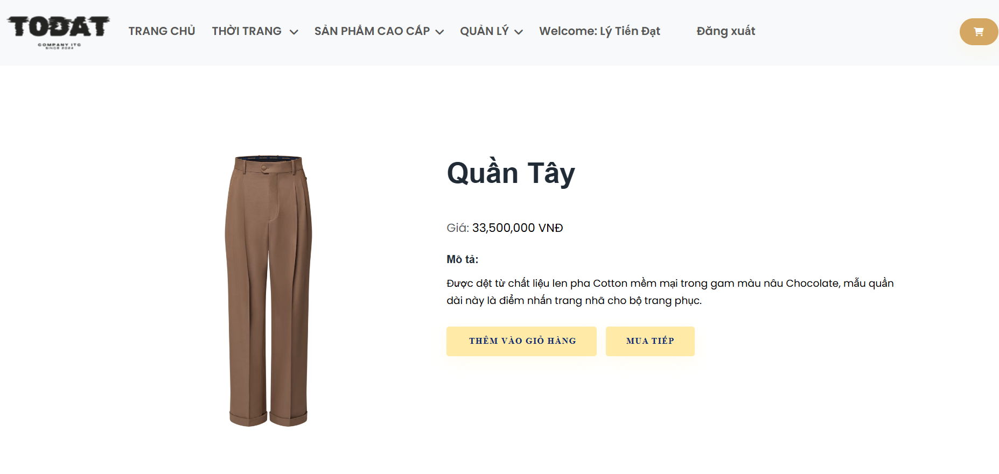 TOĐAT
COMPANY ITC
SINCE 2024
TRANG CHỦ THỜI TRANG SẢN PHẨM CAO CẤP QUẢN LÝ Welcome: Lý Tiến Đạt Đăng xuất
Quần Tây
Giá: 33,500,000 VNĐ
Mô tả:
Được dệt từ chất liệu len pha Cotton mềm mại trong gam màu nâu Chocolate, mẫu quần
dài này là điểm nhấn trang nhã cho bộ trang phục.
THÊM VÀO GIỎ HÀNG MUA TIẾP